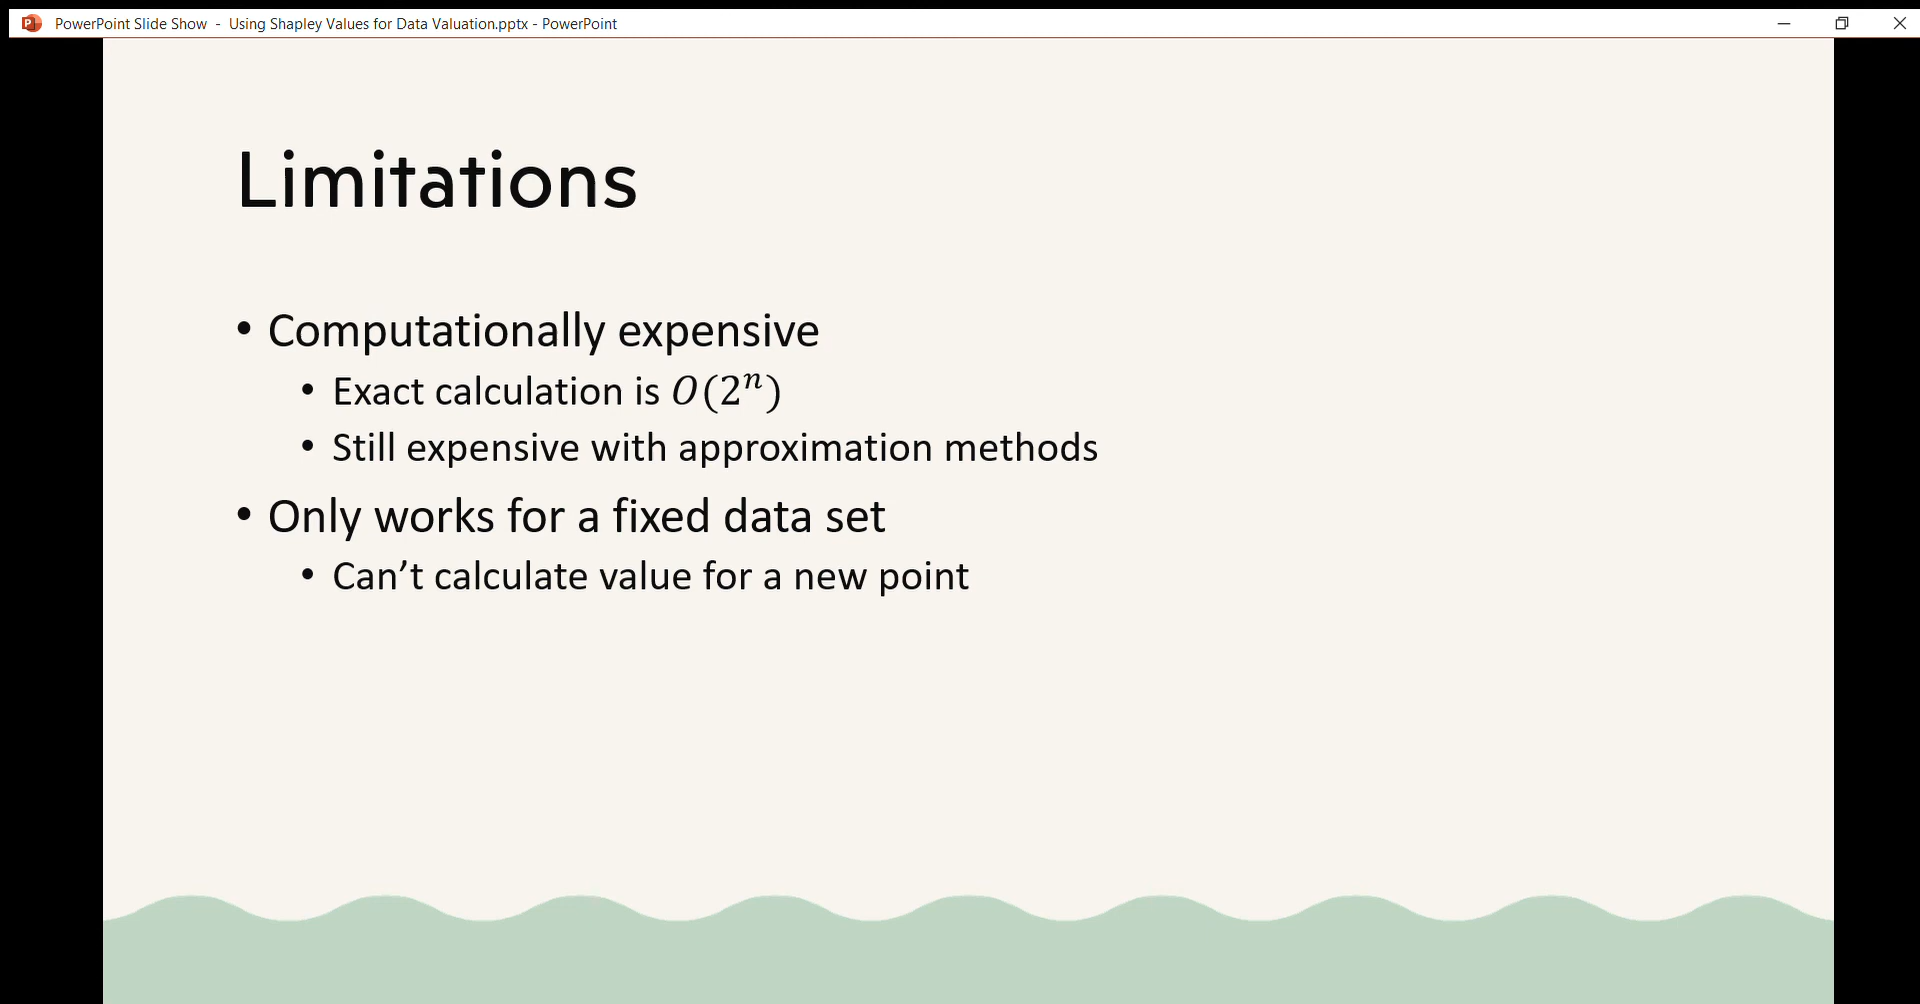 PowerPoint Slide Show - Using Shapley Values for Data Valuation.pptx - PowerPoint
Limitations
• Computationally expensive
• Exact calculation is 𝑂(2ⁿ)
• Still expensive with approximation methods
• Only works for a fixed data set
• Can’t calculate value for a new point